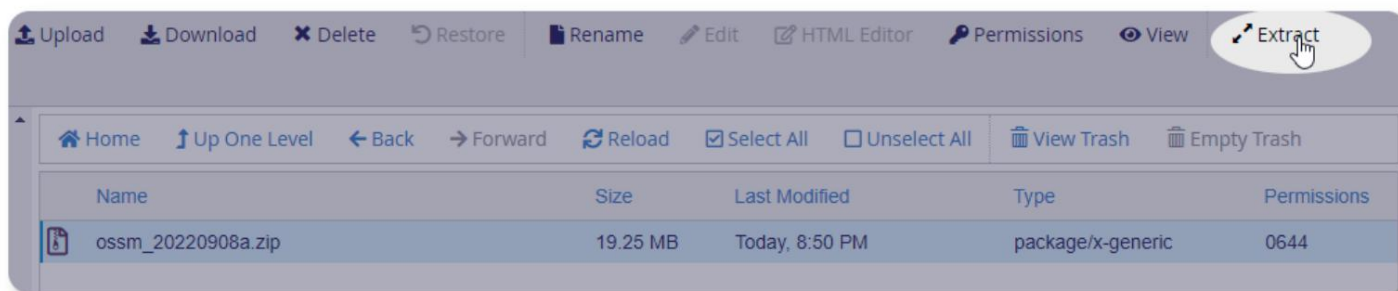 Upload Download Delete Restore Rename Edit HTML Editor Permissions View Extract
Home Up One Level Back Forward Reload Select All Unselect All View Trash Empty Trash
Name Size Last Modified Type Permissions
ossm_20220908a.zip 19.25 MB Today, 8:50 PM package/x-generic 0644